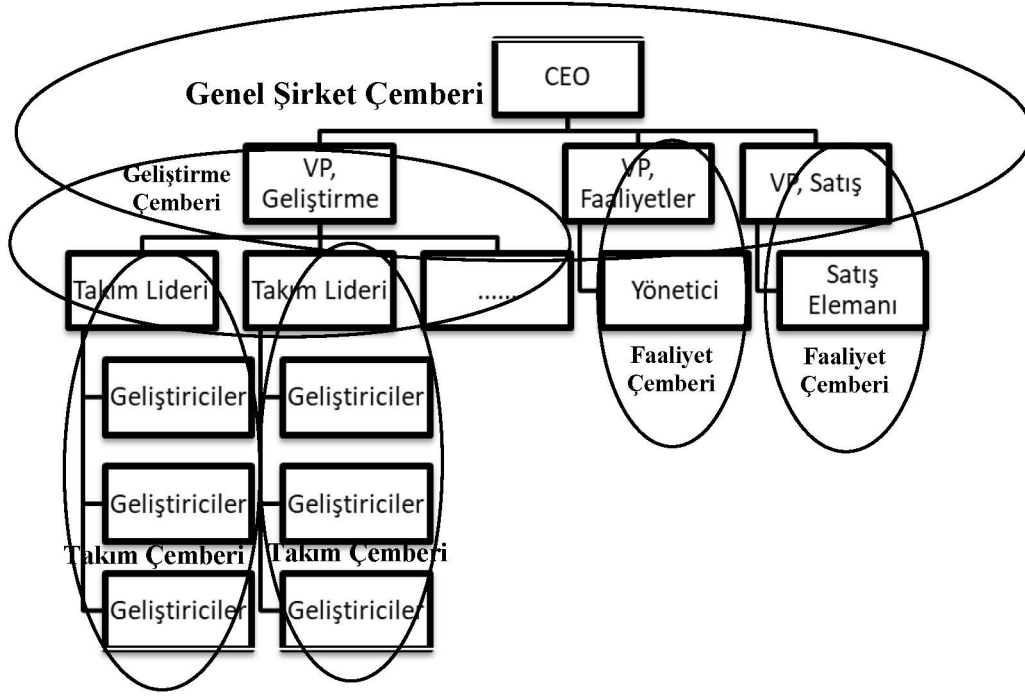 CEO
Genel Şirket Çemberi
Geliştirme
Çemberi
VP,
Geliştirme
VP,
Faaliyetler
VP, Satış
Takım Lideri
Takım Lideri
......
Yönetici
Satış
Elemanı
Faaliyet
Çemberi
Faaliyet
Çemberi
Geliştiriciler
Geliştiriciler
Geliştiriciler
Geliştiriciler
Takım Çemberi
Takım Çemberi
Geliştiriciler
Geliştiriciler